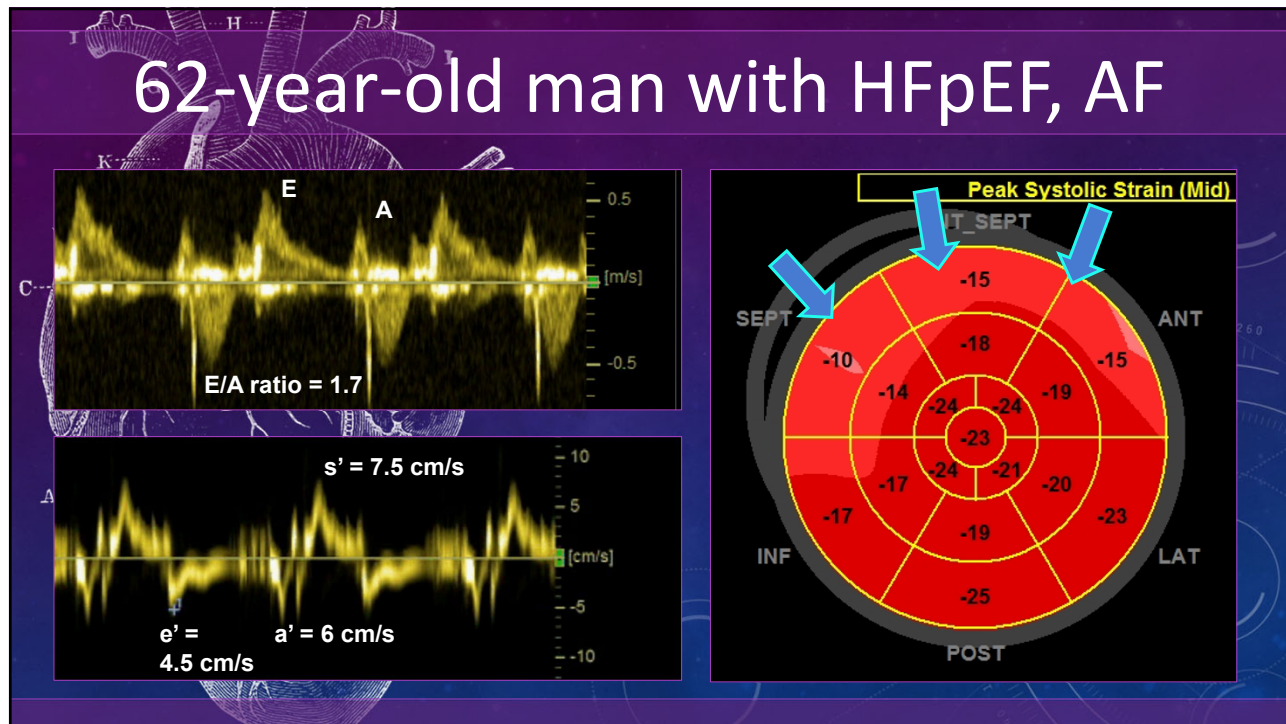 62-year-old man with HFpEF, AF
H
I
K
C
A
E
A
0.5
[m/s]
-0.5
E/A ratio = 1.7
s' = 7.5 cm/s
10
5
[cm/s]
-5
-10
e' =
4.5 cm/s
a' = 6 cm/s
Peak Systolic Strain (Mid)
T_SEPT
SEPT
ANT
-15
-10
-15
-18
-14
-19
-24
-24
-23
-24
-21
-17
-20
-17
-23
-19
-25
INF
LAT
POST
260